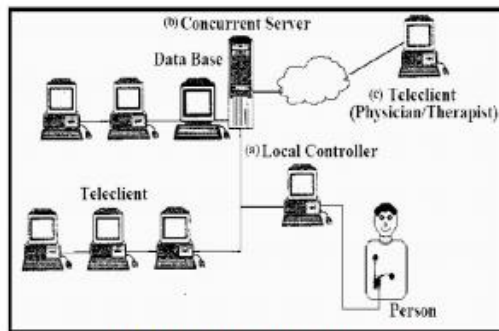 (b) Concurrent Server
Data Base
(c) Teleclient
(Physician/Therapist)
(a) Local Controller
Teleclient
Person